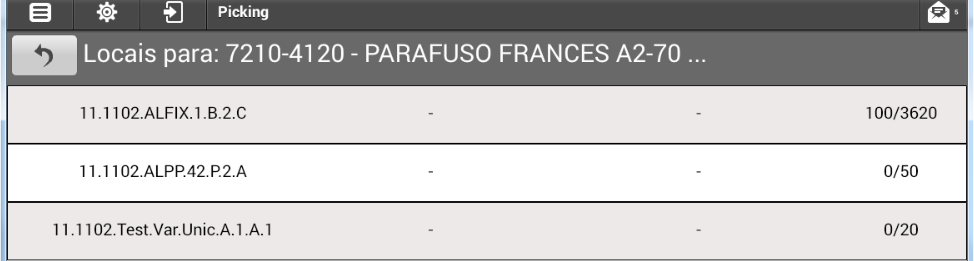 Picking 5
Locais para: 7210-4120 - PARAFUSO FRANCES A2-70 ...
11.1102.ALFIX.1.B.2.C - - 100/3620
11.1102.ALPP.42.P.2.A - - 0/50
11.1102.Test.Var.Unic.A.1.A.1 - - 0/20